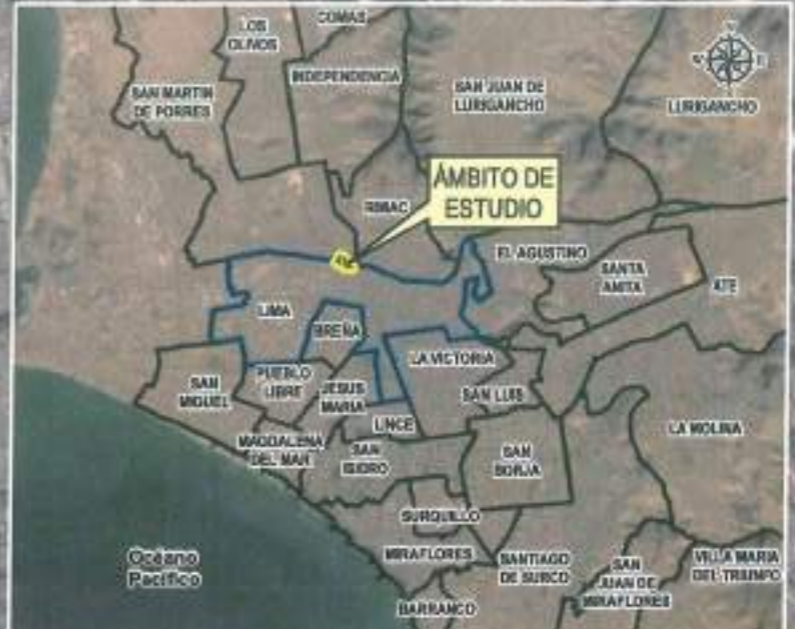 COMAS
LOS
OLIVOS
INDEPENDENCIA
SAN MARTIN
DE PORRES
SAN JUAN DE
LURIGANCHO
LURIGANCHO
ÁMBITO DE
ESTUDIO
RIMAC
EL AGUSTINO
SANTA
ANITA
ATE
LIMA
BREÑA
LA VICTORIA
SAN
MIGUEL
PUEBLO
LIBRE
JESUS
MARIA
SAN LUIS
LINCE
MAGDALENA
DEL MAR
SAN
ISIDRO
SAN
BORJA
LA MOLINA
SURQUILLO
MIRAFLORES
SANTIAGO
DE SURCO
SAN
JUAN DE
MIRAFLORES
VILLA MARIA
DEL TRIUNFO
Océano
Pacífico
BARRANCO